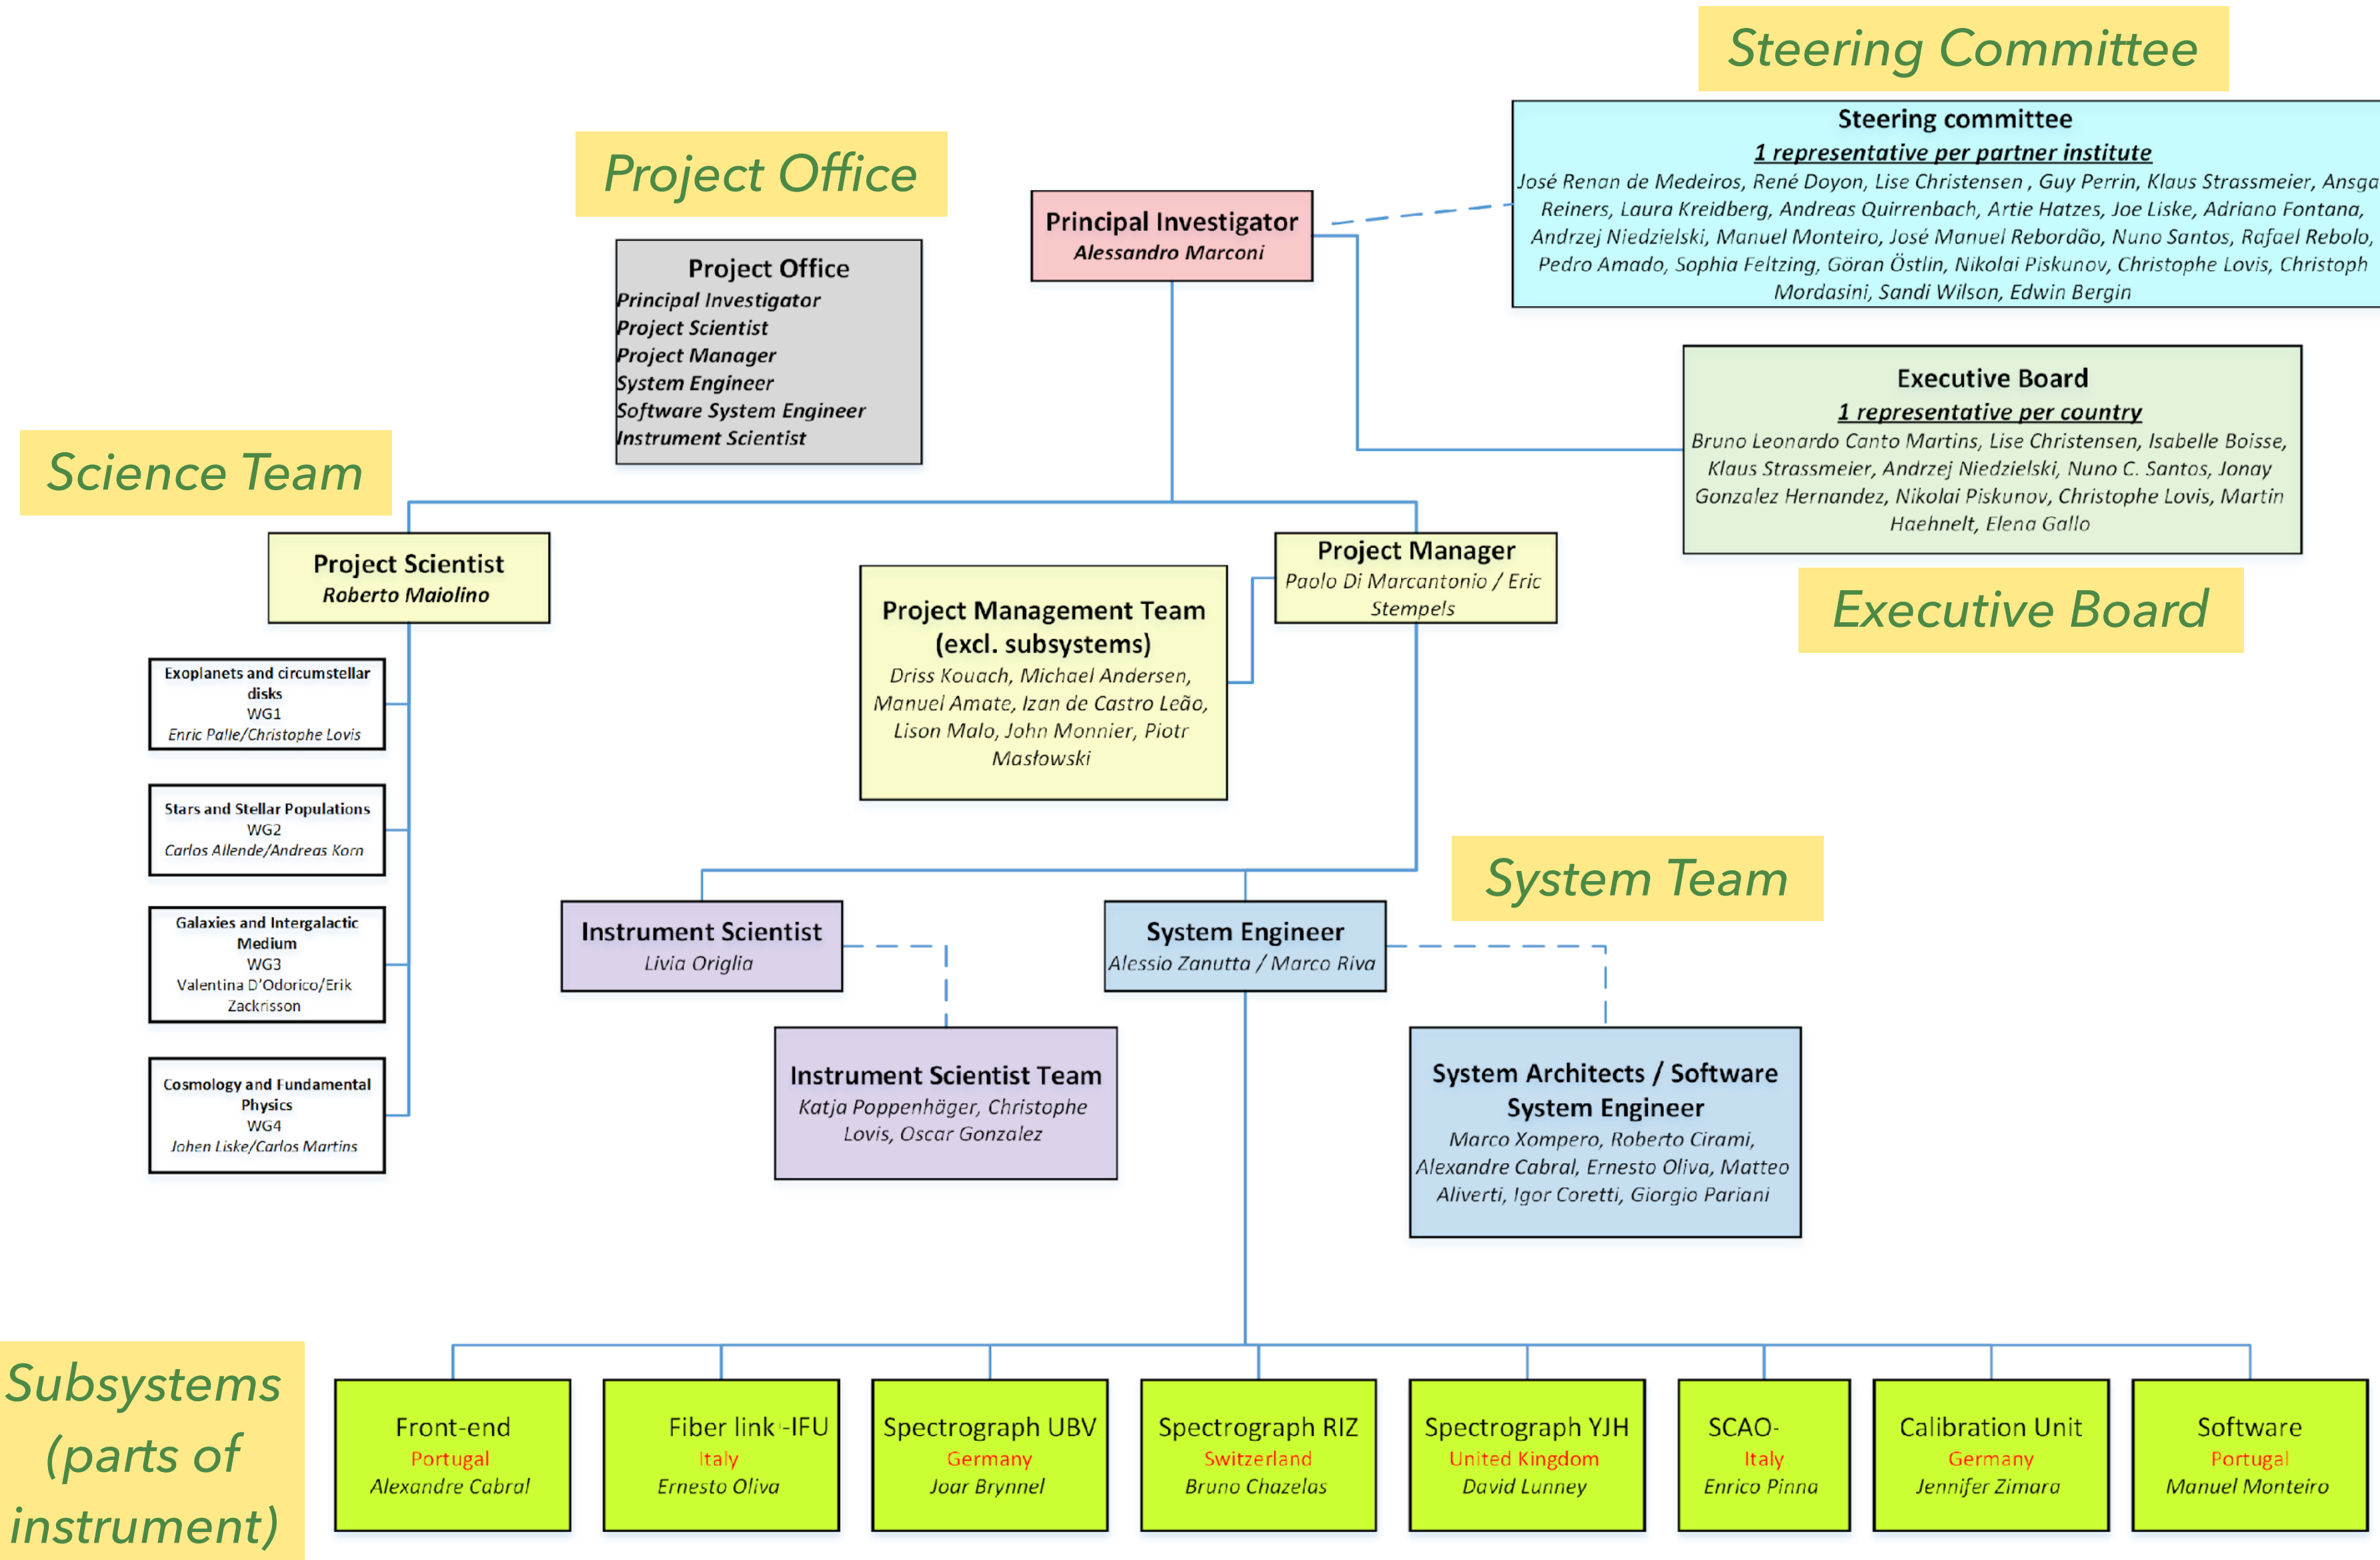 Steering Committee
Steering committee
1 representative per partner institute
José Renan de Medeiros, René Doyon, Lise Christensen , Guy Perrin, Klaus Strassmeier, Ansga
Reiners, Laura Kreidberg, Andreas Quirrenbach, Artie Hatzes, Joe Liske, Adriano Fontana,
Andrzej Niedzielski, Manuel Monteiro, José Manuel Rebordão, Nuno Santos, Rafael Rebolo,
Pedro Amado, Sophia Feltzing, Göran Östlin, Nikolai Piskunov, Christophe Lovis, Christoph
Mordasini, Sandi Wilson, Edwin Bergin
Project Office
Project Office
Principal Investigator
Project Scientist
Project Manager
System Engineer
Software System Engineer
Instrument Scientist
Principal Investigator
Alessandro Marconi
Executive Board
1 representative per country
Bruno Leonardo Canto Martins, Lise Christensen, Isabelle Boisse,
Klaus Strassmeier, Andrzej Niedzielski, Nuno C. Santos, Jonay
Gonzalez Hernandez, Nikolai Piskunov, Christophe Lovis, Martin
Haehnelt, Elena Gallo
Executive Board
Science Team
Project Scientist
Roberto Maiolino
Exoplanets and circumstellar
disks
WG1
Enric Palle/Christophe Lovis
Stars and Stellar Populations
WG2
Carlos Allende/Andreas Korn
Galaxies and Intergalactic
Medium
WG3
Valentina D'Odorico/Erik
Zackrisson
Cosmology and Fundamental
Physics
WG4
Johen Liske/Carlos Martins
Project Manager
Paolo Di Marcantonio / Eric
Stempels
Project Management Team
(excl. subsystems)
Driss Kouach, Michael Andersen,
Manuel Amate, Izan de Castro Leão,
Lison Malo, John Monnier, Piotr
Masłowski
System Team
Instrument Scientist
Livia Origlia
System Engineer
Alessio Zanutta / Marco Riva
Instrument Scientist Team
Katja Poppenhäger, Christophe
Lovis, Oscar Gonzalez
System Architects / Software
System Engineer
Marco Xompero, Roberto Cirami,
Alexandre Cabral, Ernesto Oliva, Matteo
Aliverti, Igor Coretti, Giorgio Pariani
Subsystems
(parts of
instrument)
Front-end
Portugal
Alexandre Cabral
Fiber link -IFU
Italy
Ernesto Oliva
Spectrograph UBV
Germany
Joar Brynnel
Spectrograph RIZ
Switzerland
Bruno Chazelas
Spectrograph YJH
United Kingdom
David Lunney
SCAO-
Italy
Enrico Pinna
Calibration Unit
Germany
Jennifer Zimara
Software
Portugal
Manuel Monteiro